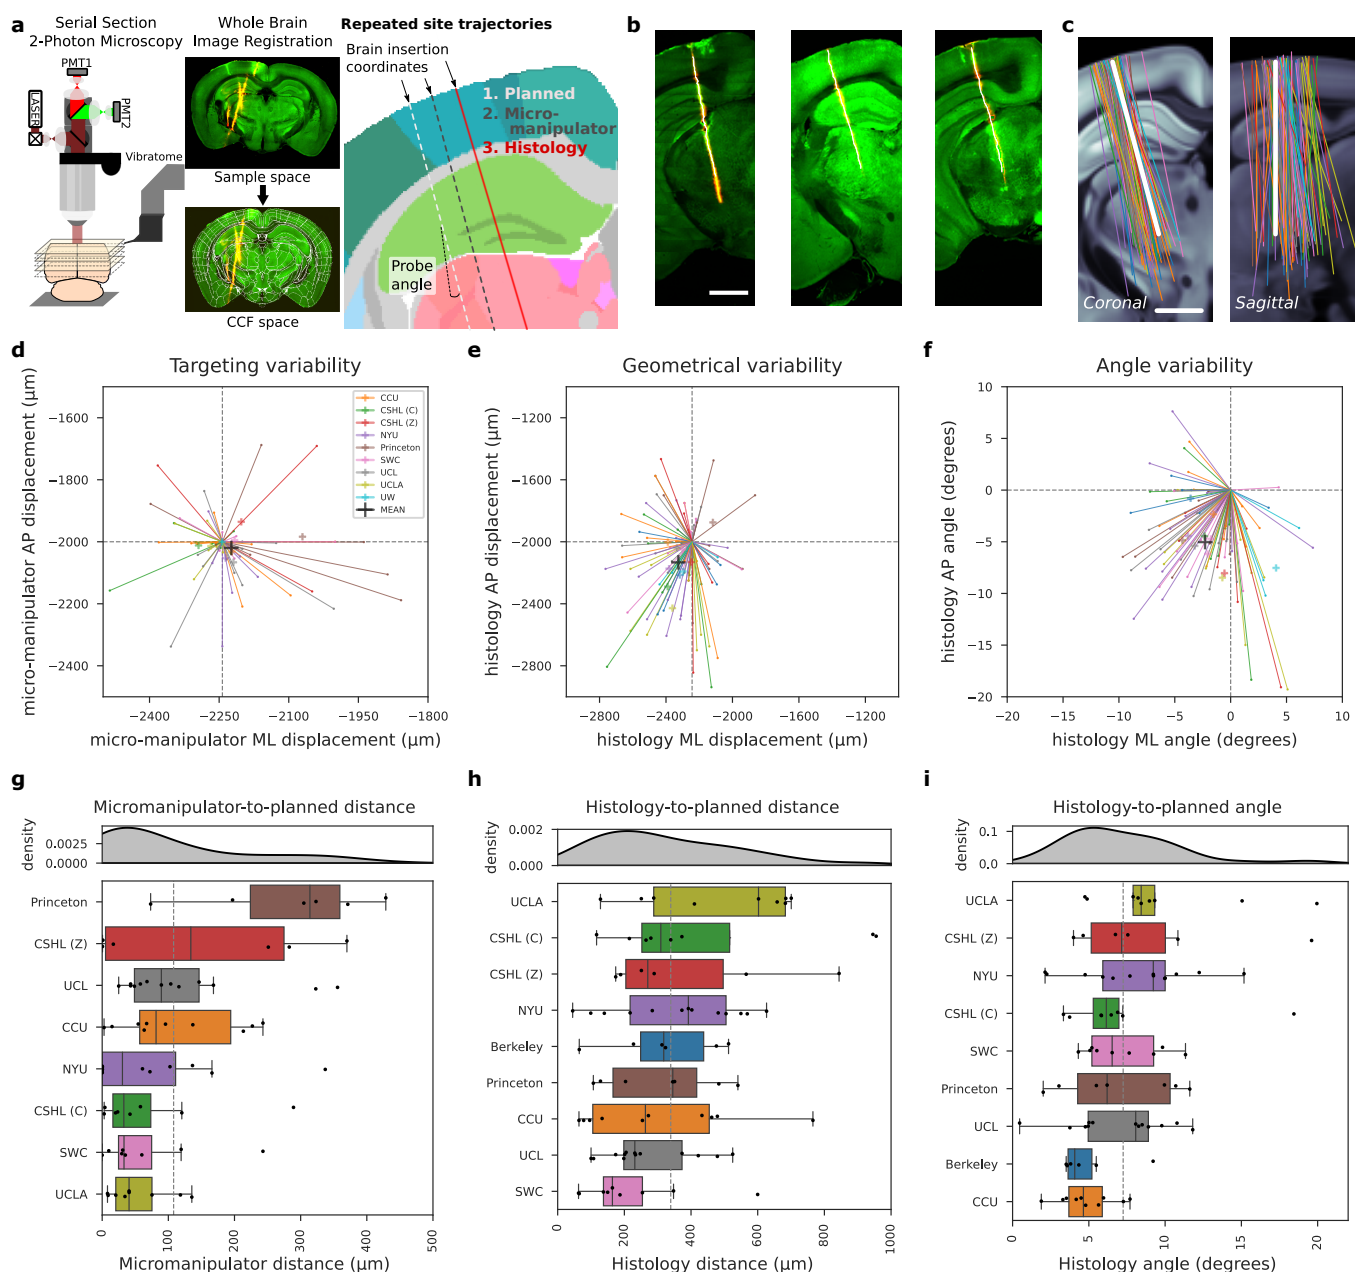 a
Serial Section
2-Photon Microscopy
PMT1
LASER
PMT2
Vibratome
Whole Brain
Image Registration
Sample space
CCF space
Repeated site trajectories
Brain insertion
coordinates
1. Planned
2. Micro-
manipulator
3. Histology
Probe
angle
b
c
Coronal
Sagittal
d
Targeting variability
micro-manipulator AP displacement (μm)
−1600
−1800
−2000
−2200
−2400
−2400
−2250
−2100
−1950
−1800
micro-manipulator ML displacement (μm)
CCU
CSHL (C)
CSHL (Z)
NYU
Princeton
SWC
UCL
UCLA
UW
MEAN
e
Geometrical variability
histology AP displacement (μm)
−1200
−1600
−2000
−2400
−2800
−2800
−2400
−2000
−1600
−1200
histology ML displacement (μm)
f
Angle variability
histology AP angle (degrees)
10
5
0
−5
−10
−15
−20
−20
−15
−10
−5
0
5
10
histology ML angle (degrees)
g
Micromanipulator-to-planned distance
density
0.0025
0.0000
Princeton
CSHL (Z)
UCL
CCU
NYU
CSHL (C)
SWC
UCLA
0
100
200
300
400
500
Micromanipulator distance (μm)
h
Histology-to-planned distance
density
0.002
0.000
UCLA
CSHL (C)
CSHL (Z)
NYU
Berkeley
Princeton
CCU
UCL
SWC
0
200
400
600
800
1000
Histology distance (μm)
i
Histology-to-planned angle
density
0.1
0.0
UCLA
CSHL (Z)
NYU
CSHL (C)
SWC
Princeton
UCL
Berkeley
CCU
0
5
10
15
20
Histology angle (degrees)